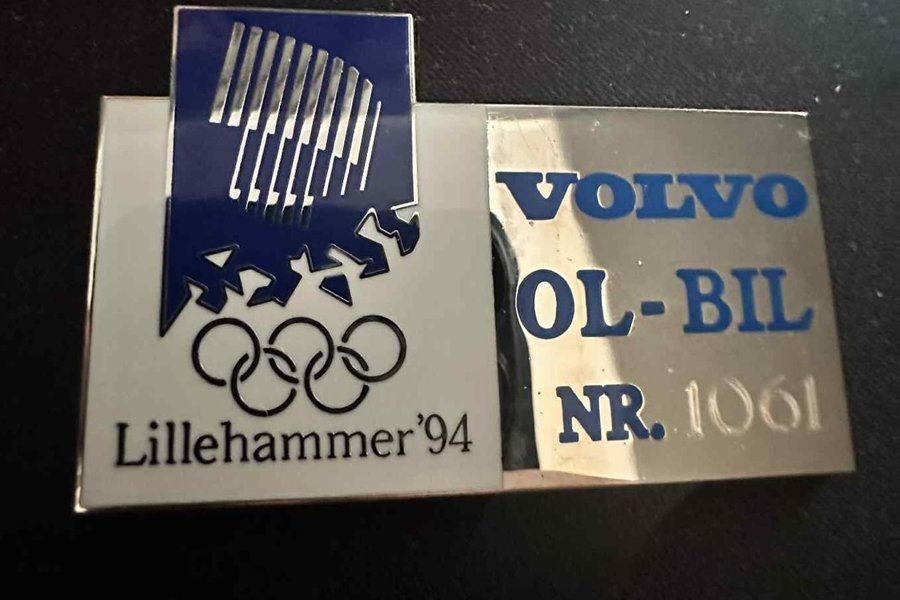 Lillehammer'94
VOLVO
OL-BIL
NR. 1061